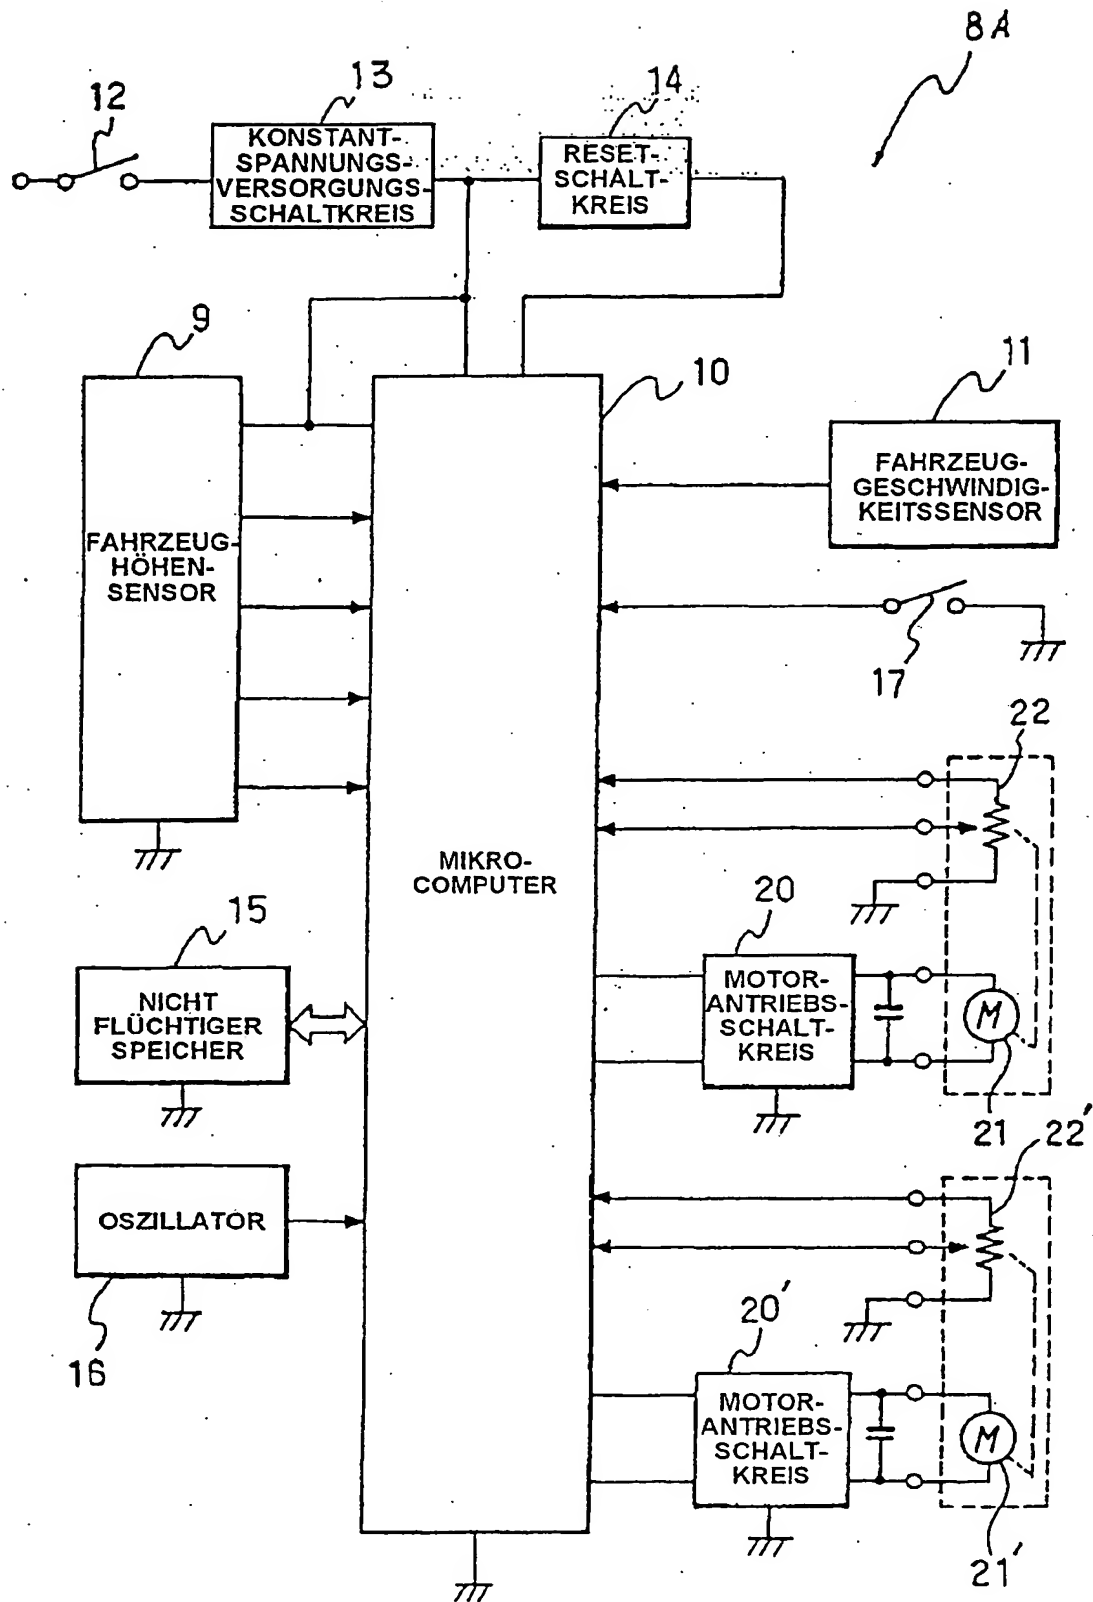 8A
13
14
12
KONSTANT-
SPANNUNGS-
VERSORGUNGS-
SCHALTKREIS
RESET-
SCHALT-
KREIS
9
10
11
FAHRZEUG-
HÖHEN-
SENSOR
FAHRZEUG-
GESCHWINDIG-
KEITSSENSOR
17
22
MIKRO-
COMPUTER
15
20
NICHT
FLÜCHTIGER
SPEICHER
MOTOR-
ANTRIEBS-
SCHALT-
KREIS
M
21
22'
OSZILLATOR
16
20'
MOTOR-
ANTRIEBS-
SCHALT-
KREIS
M
21'